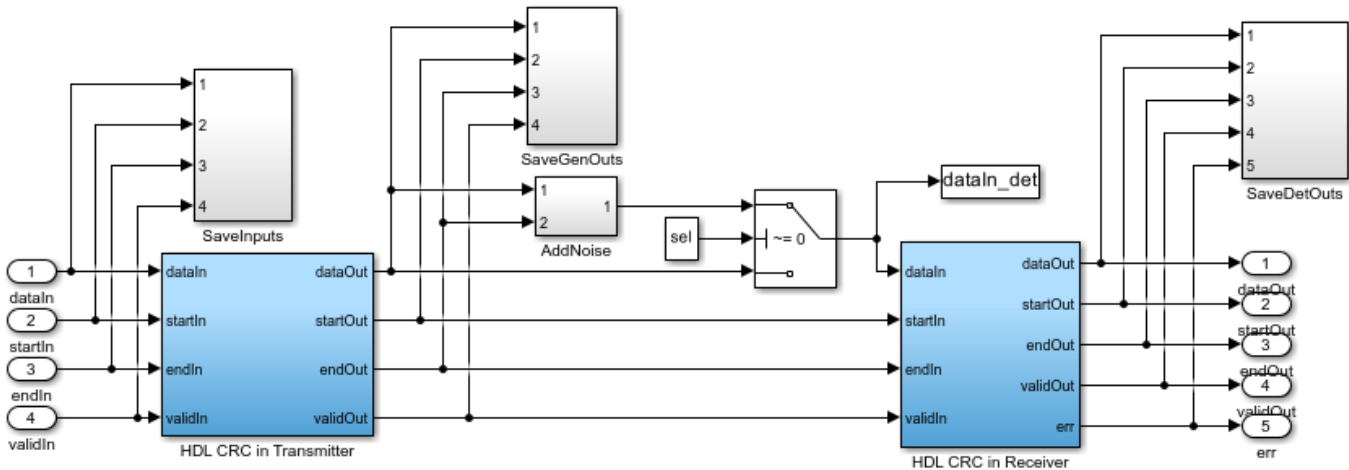 1
2
3
4
SaveInputs
1
2
3
4
SaveGenOuts
1
2
3
4
5
SaveDetOuts
1
2
1
AddNoise
sel
~= 0
dataIn_det
1
dataIn
2
startIn
3
endIn
4
validIn
dataIn
startIn
endIn
validIn
dataOut
startOut
endOut
validOut
HDL CRC in Transmitter
dataIn
startIn
endIn
validIn
dataOut
startOut
endOut
validOut
err
HDL CRC in Receiver
1
dataOut
2
startOut
3
endOut
4
validOut
5
err